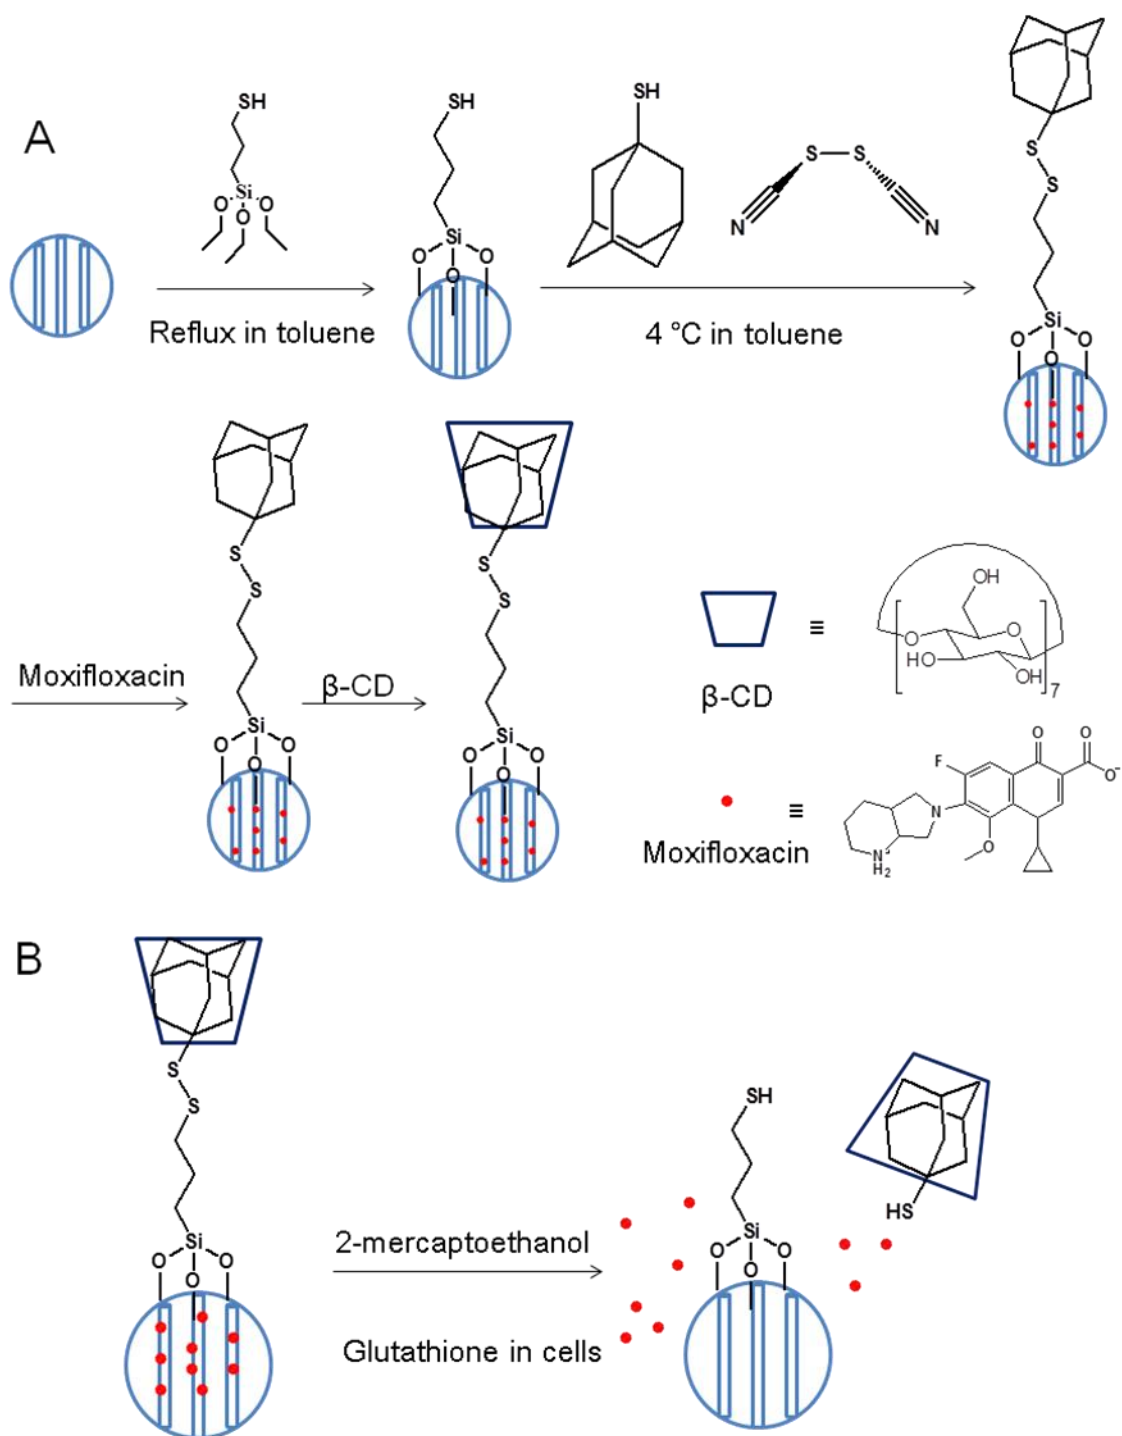 A
SH
Si
O O
O
Reflux in toluene
SH
Si
O O
O
SH
S S
N N
4 °C in toluene
S
S
Si
O O
O
Moxifloxacin
S
S
Si
O O
O
β-CD
S
S
Si
O O
O
β-CD
≡
OH
O O
HO
OH
7
Moxifloxacin
≡
O O
F
O⁻
N
O
N⁺
H₂
B
S
S
Si
O O
O
2-mercaptoethanol
Glutathione in cells
SH
Si
O O
O
HS